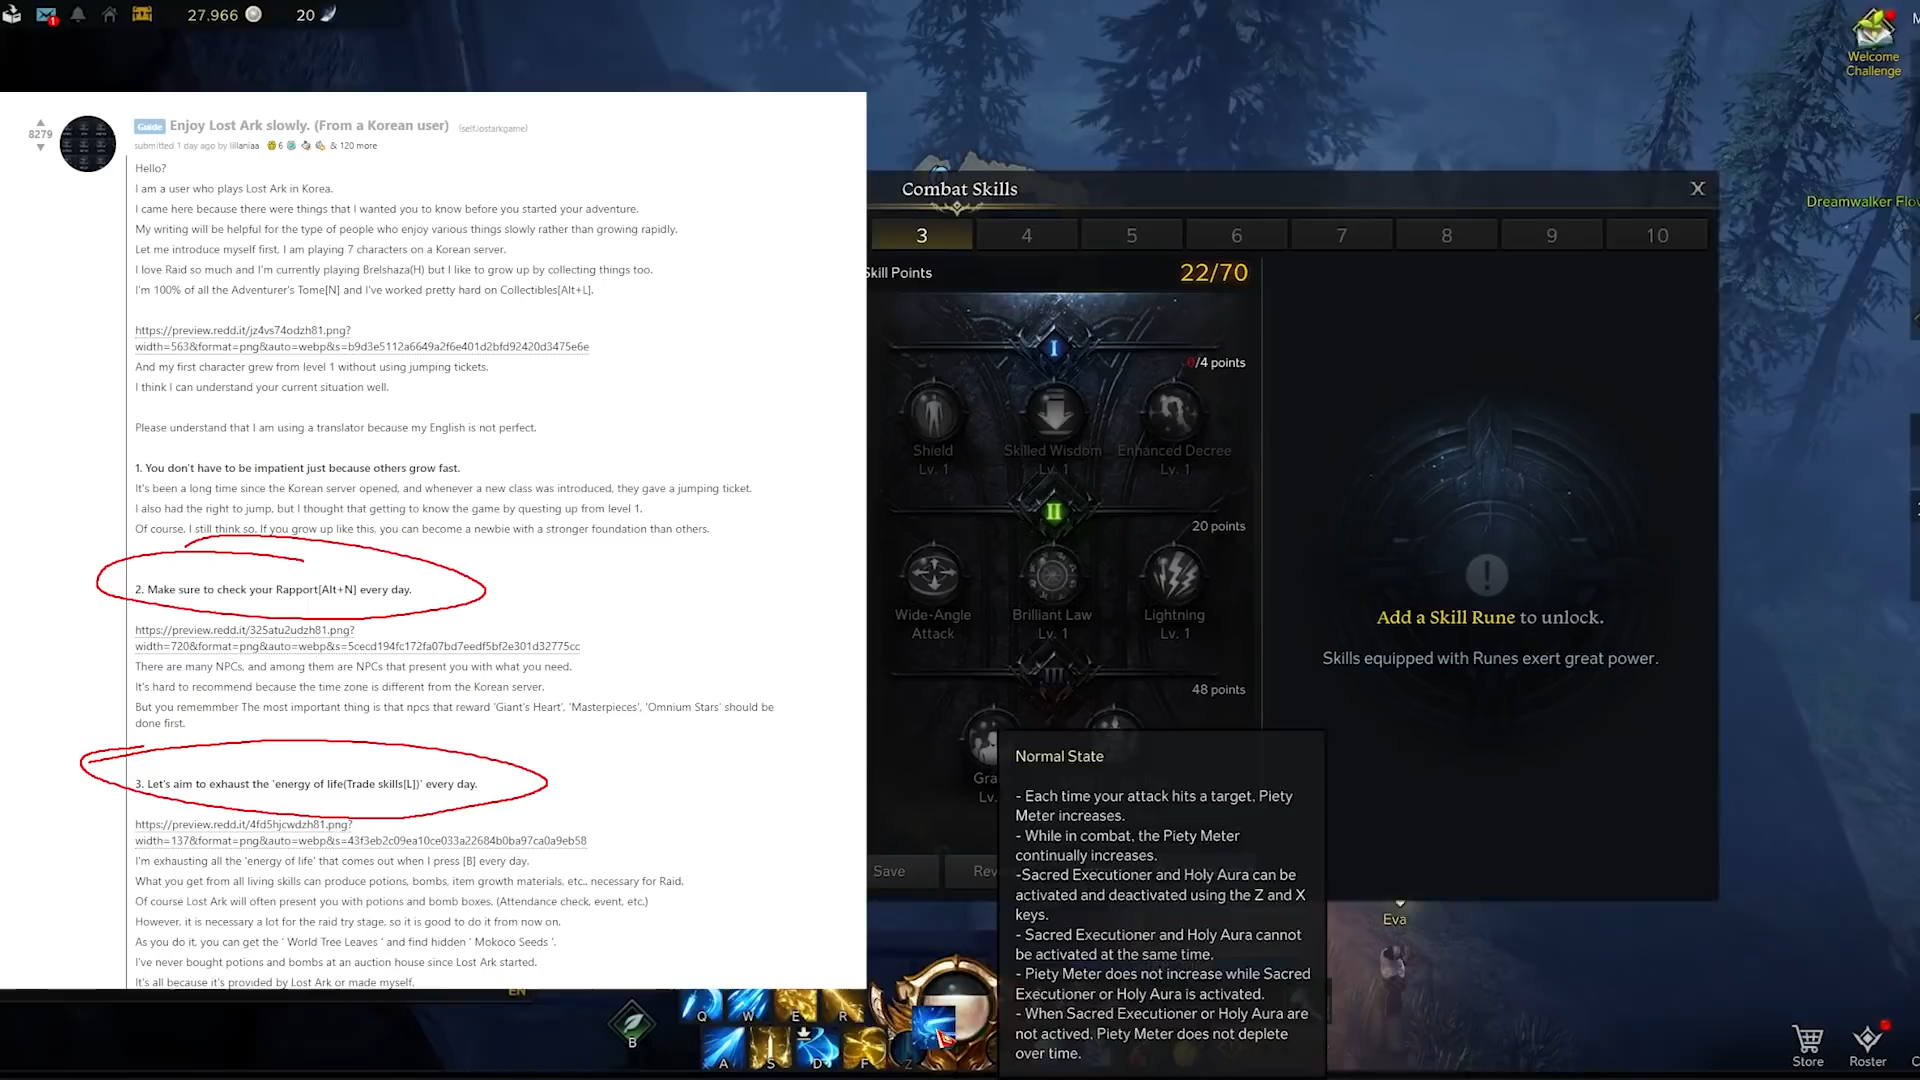 27.966
20
1
Welcome
Challenge
8279
Guide Enjoy Lost Ark slowly. (From a Korean user) (self.lostarkgame)
submitted 1 day ago by lillaniaa 6 & 120 more
Hello?
I am a user who plays Lost Ark in Korea.
I came here because there were things that I wanted you to know before you started your adventure.
My writing will be helpful for the type of people who enjoy various things slowly rather than growing rapidly.
Let me introduce myself first, I am playing 7 characters on a Korean server.
I love Raid so much and I'm currently playing Brelshaza(H) but I like to grow up by collecting things too.
I'm 100% of all the Adventurer's Tome[N] and I've worked pretty hard on Collectibles[Alt+L].
https://preview.redd.it/jz4vs74odzh81.png?
width=563&format=png&auto=webp&s=b9d3e5112a6649a2f6e401d2bfd92420d3475e6e
And my first character grew from level 1 without using jumping tickets.
I think I can understand your current situation well.
Please understand that I am using a translator because my English is not perfect.
1. You don't have to be impatient just because others grow fast.
It's been a long time since the Korean server opened, and whenever a new class was introduced, they gave a jumping ticket.
I also had the right to jump, but I thought that getting to know the game by questing up from level 1.
Of course, I still think so. If you grow up like this, you can become a newbie with a stronger foundation than others.
2. Make sure to check your Rapport[Alt+N] every day.
https://preview.redd.it/325atu2udzh81.png?
width=720&format=png&auto=webp&s=5cecd194fc172fa07bd7eedf5bf2e301d32775cc
There are many NPCs, and among them are NPCs that present you with what you need.
It's hard to recommend because the time zone is different from the Korean server.
But you rememmber The most important thing is that npcs that reward 'Giant's Heart', 'Masterpieces', 'Omnium Stars' should be
done first.
3. Let's aim to exhaust the 'energy of life(Trade skills[L])' every day.
https://preview.redd.it/4fd5hjcwdzh81.png?
width=137&format=png&auto=webp&s=43f3eb2c09ea10ce033a22684b0ba97ca0a9eb58
I'm exhausting all the 'energy of life' that comes out when I press [B] every day.
What you get from all living skills can produce potions, bombs, item growth materials, etc., necessary for Raid.
Of course Lost Ark will often present you with potions and bomb boxes. (Attendance check, event, etc.)
However, it is necessary a lot for the raid try stage, so it is good to do it from now on.
As you do it, you can get the ' World Tree Leaves ' and find hidden ' Mokoco Seeds '.
I've never bought potions and bombs at an auction house since Lost Ark started.
It's all because it's provided by Lost Ark or made myself.
Combat Skills
X
3 4 5 6 7 8 9 10
Skill Points 22/70
I
0/4 points
Shield
Lv. 1
Skilled Wisdom
Lv. 1
Enhanced Decree
Lv. 1
II
20 points
Wide-Angle
Attack
Brilliant Law
Lv. 1
Lightning
Lv. 1
III
48 points
Gra
Lv.
Save
Rev
Add a Skill Rune to unlock.
Skills equipped with Runes exert great power.
Dreamwalker Flo
Normal State
- Each time your attack hits a target, Piety
Meter increases.
- While in combat, the Piety Meter
continually increases.
-Sacred Executioner and Holy Aura can be
activated and deactivated using the Z and X
keys.
- Sacred Executioner and Holy Aura cannot
be activated at the same time.
- Piety Meter does not increase while Sacred
Executioner or Holy Aura is activated.
- When Sacred Executioner or Holy Aura are
not actived, Piety Meter does not deplete
over time.
Eva
EN
B
Q W E R
A S D F
Z
Store
Roster